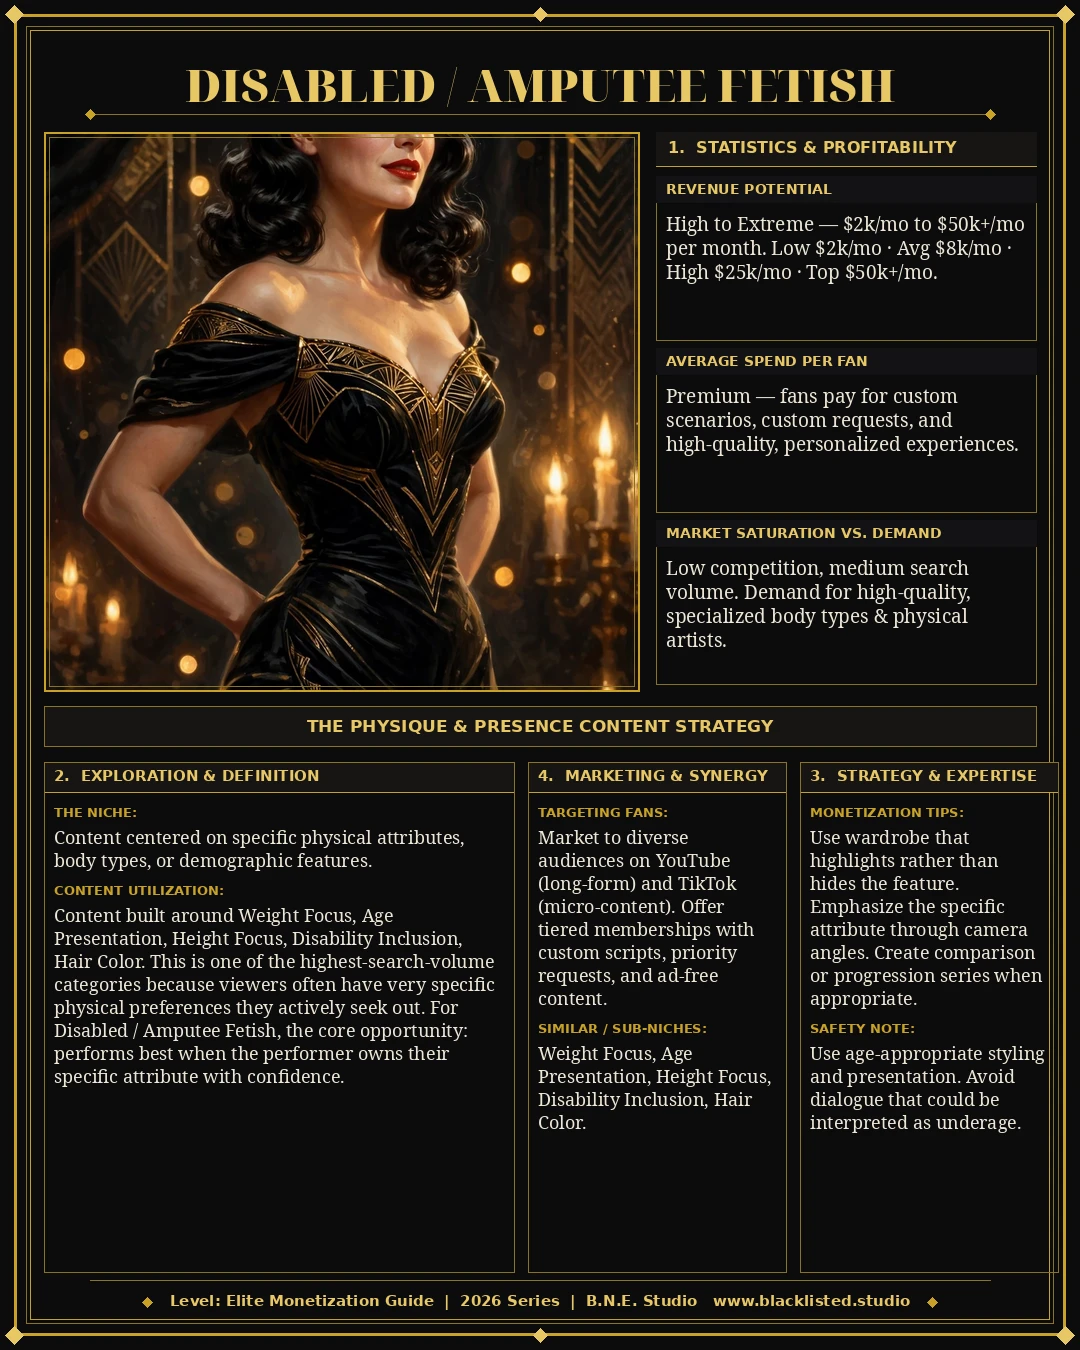 DISABLED / AMPUTEE FETISH
1. STATISTICS & PROFITABILITY
REVENUE POTENTIAL
High to Extreme — $2k/mo to $50k+/mo
per month. Low $2k/mo · Avg $8k/mo ·
High $25k/mo · Top $50k+/mo.
AVERAGE SPEND PER FAN
Premium — fans pay for custom
scenarios, custom requests, and
high-quality, personalized experiences.
MARKET SATURATION VS. DEMAND
Low competition, medium search
volume. Demand for high-quality,
specialized body types & physical
artists.
THE PHYSIQUE & PRESENCE CONTENT STRATEGY
2. EXPLORATION & DEFINITION
THE NICHE:
Content centered on specific physical attributes,
body types, or demographic features.
CONTENT UTILIZATION:
Content built around Weight Focus, Age
Presentation, Height Focus, Disability Inclusion,
Hair Color. This is one of the highest-search-volume
categories because viewers often have very specific
physical preferences they actively seek out. For
Disabled / Amputee Fetish, the core opportunity:
performs best when the performer owns their
specific attribute with confidence.
4. MARKETING & SYNERGY
TARGETING FANS:
Market to diverse
audiences on YouTube
(long-form) and TikTok
(micro-content). Offer
tiered memberships with
custom scripts, priority
requests, and ad-free
content.
SIMILAR / SUB-NICHES:
Weight Focus, Age
Presentation, Height Focus,
Disability Inclusion, Hair
Color.
3. STRATEGY & EXPERTISE
MONETIZATION TIPS:
Use wardrobe that
highlights rather than
hides the feature.
Emphasize the specific
attribute through camera
angles. Create comparison
or progression series when
appropriate.
SAFETY NOTE:
Use age-appropriate styling
and presentation. Avoid
dialogue that could be
interpreted as underage.
Level: Elite Monetization Guide | 2026 Series | B.N.E. Studio www.blacklisted.studio